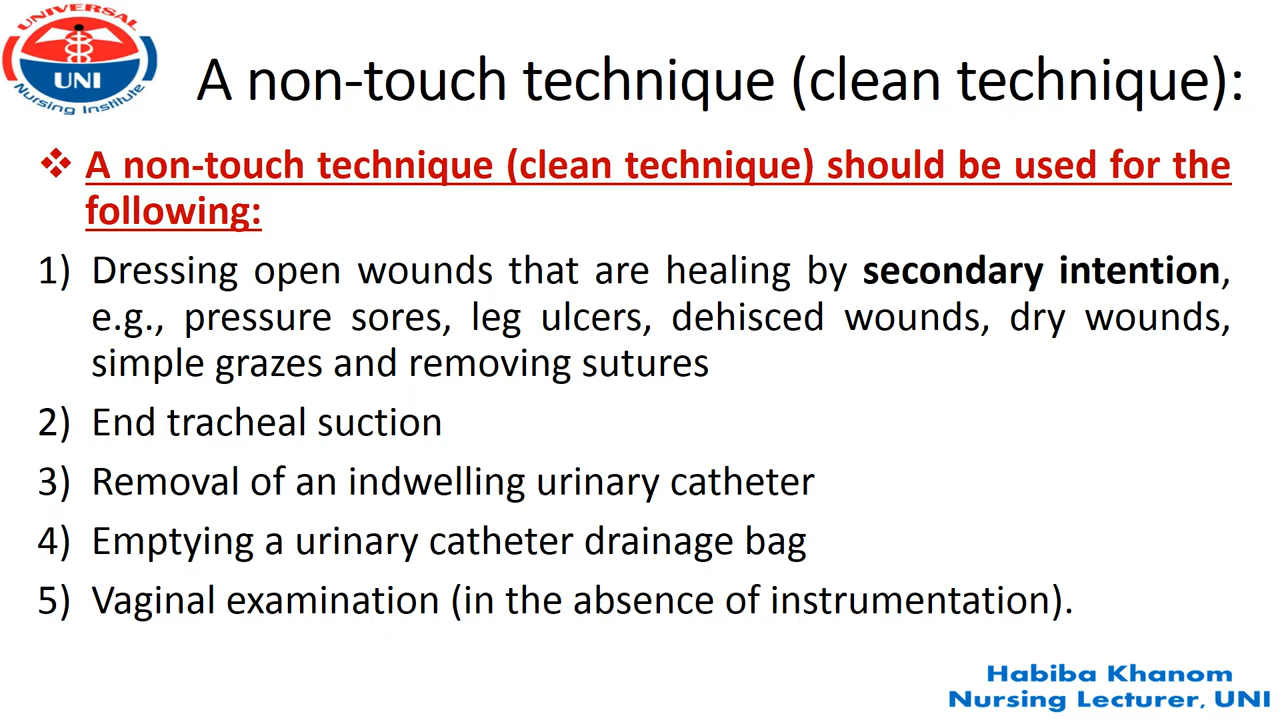 UNIVERSAL
UNI
Nursing Institute
A non-touch technique (clean technique):
❖ A non-touch technique (clean technique) should be used for the
following:
1) Dressing open wounds that are healing by secondary intention,
e.g., pressure sores, leg ulcers, dehisced wounds, dry wounds,
simple grazes and removing sutures
2) End tracheal suction
3) Removal of an indwelling urinary catheter
4) Emptying a urinary catheter drainage bag
5) Vaginal examination (in the absence of instrumentation).
Habiba Khanom
Nursing Lecturer, UNI